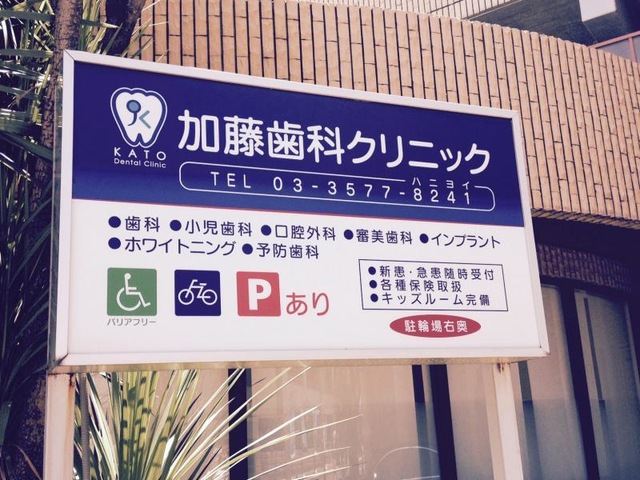 加藤歯科クリニック
KATO
Dental Clinic
ハニヨイ
TEL 03-3577-8241
●歯科 ●小児歯科 ●口腔外科 ●審美歯科 ●インプラント
●ホワイトニング ●予防歯科
●新患・急患随時受付
●各種保険取扱
●キッズルーム完備
P あり
バリアフリー
駐輪場右奥